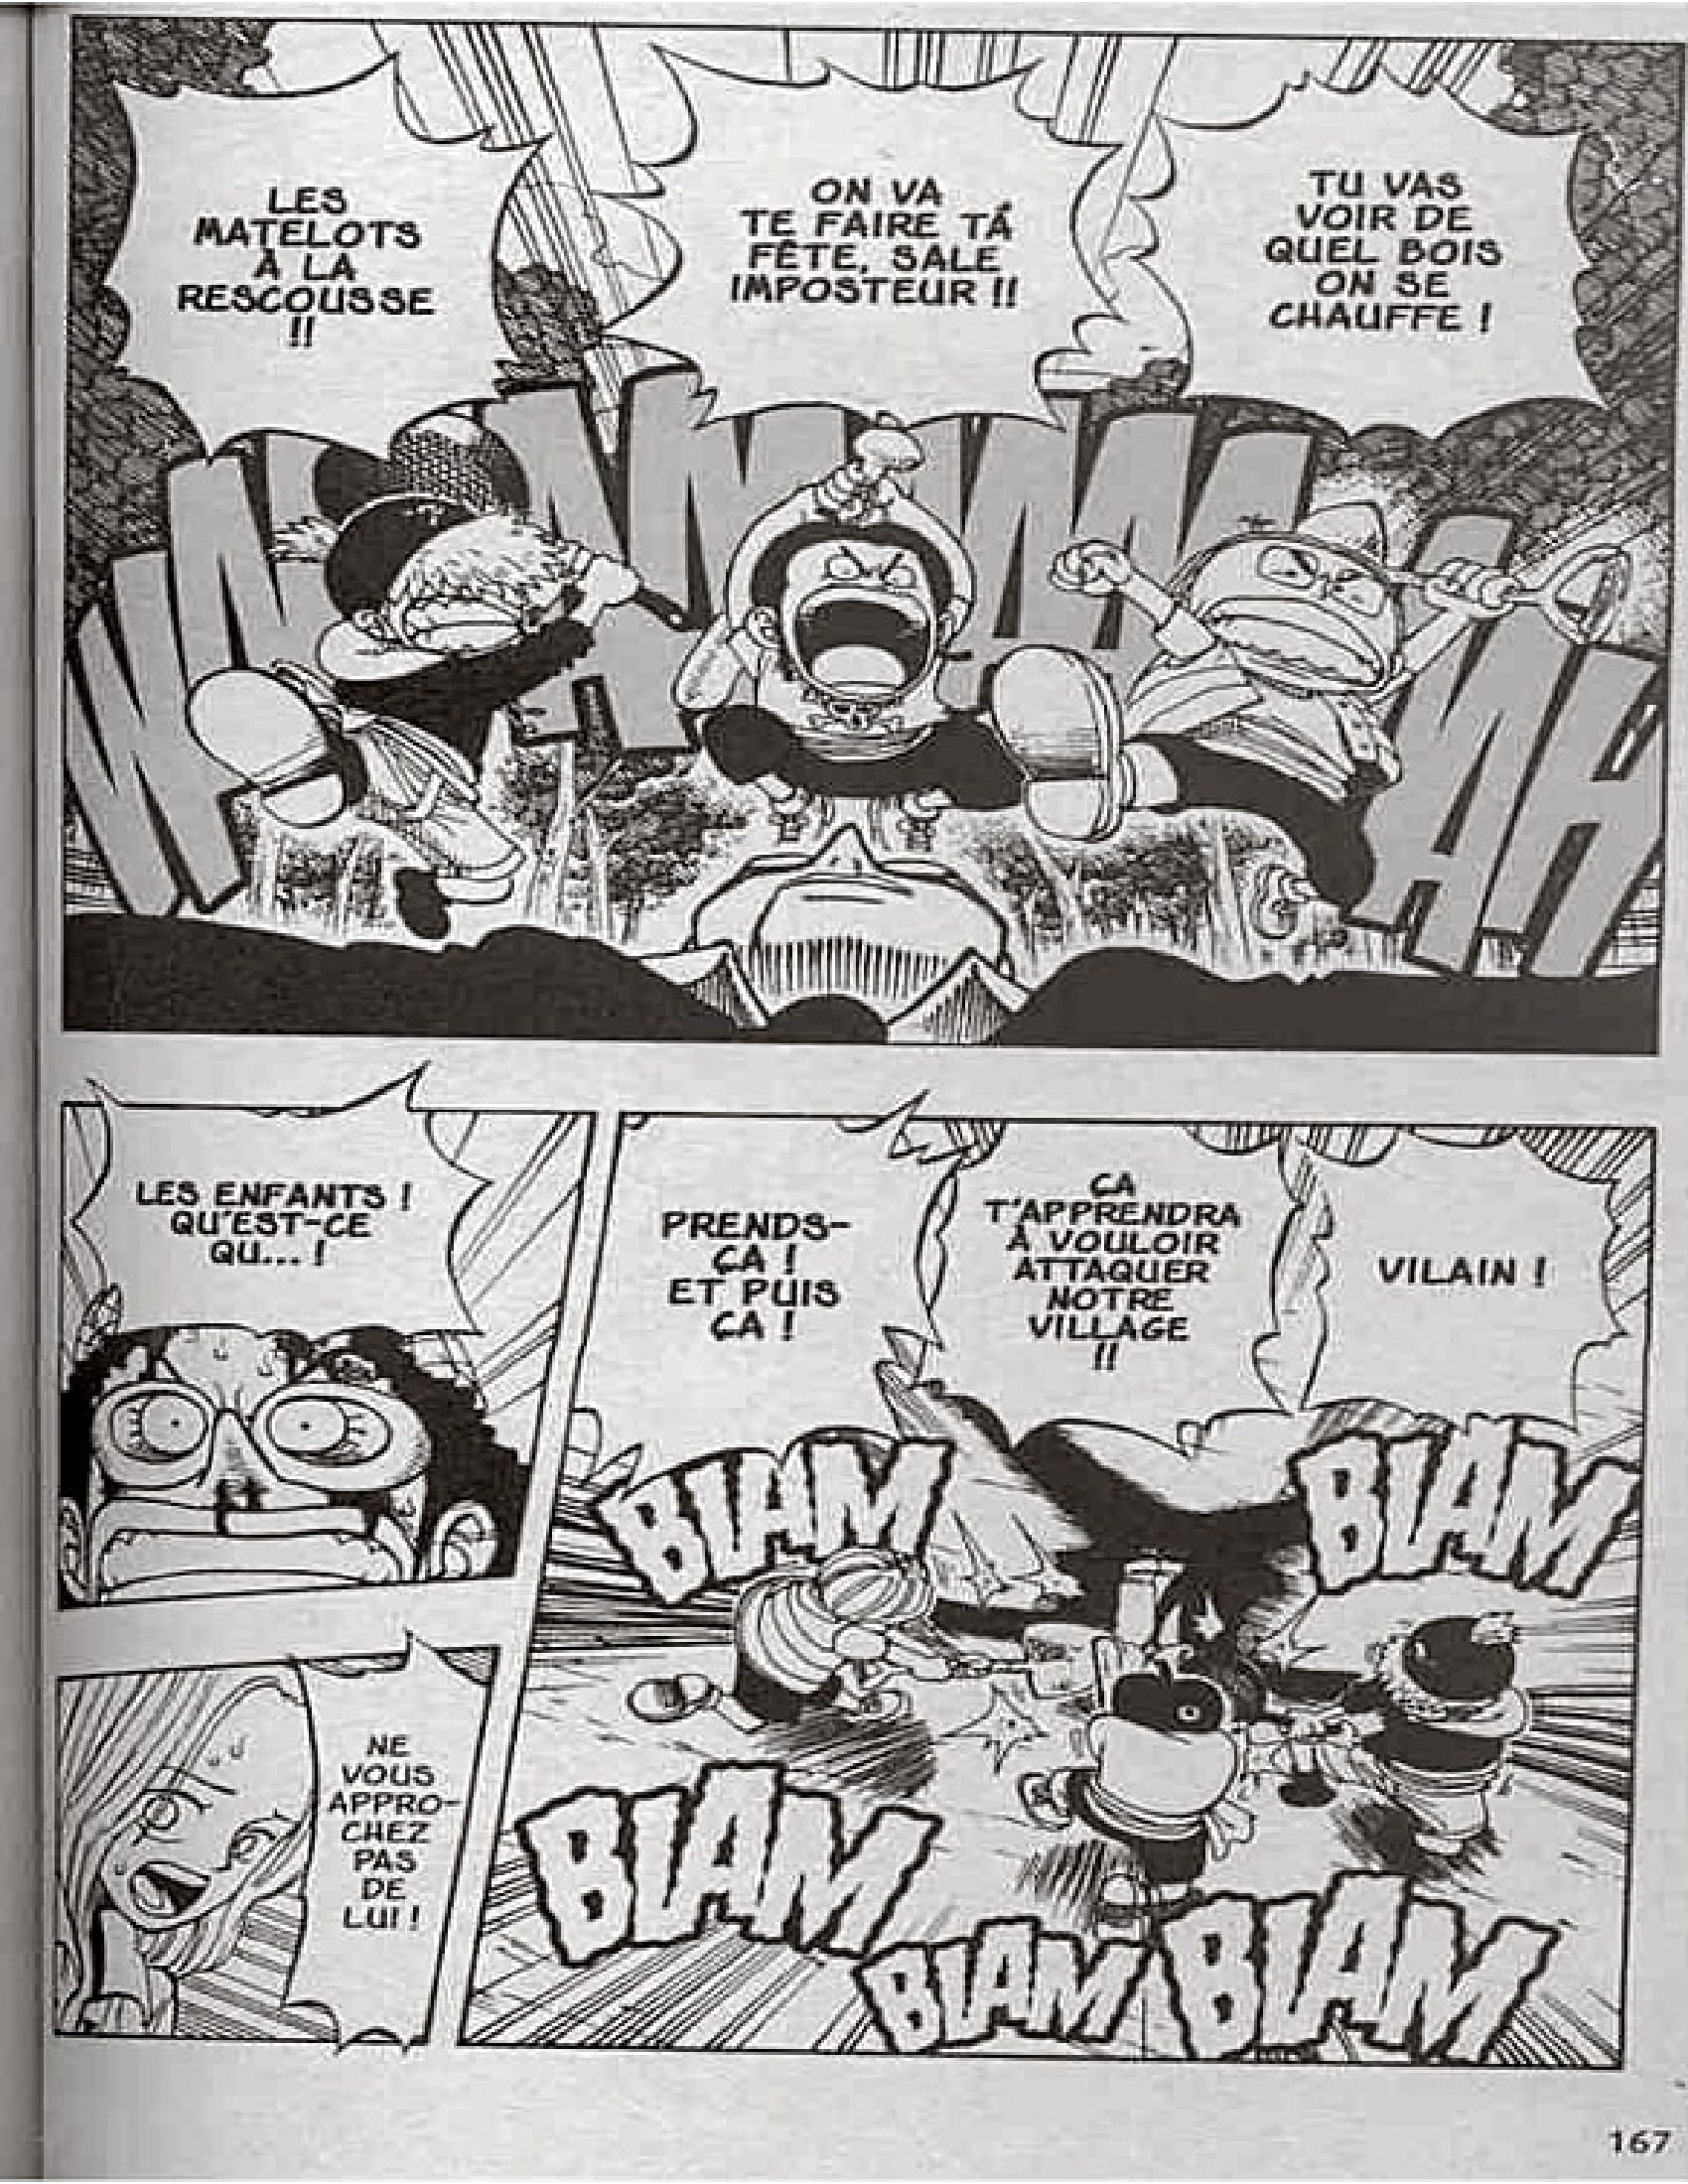 TU VAS
VOIR DE
QUEL BOIS
ON SE
CHAUFFE !
ON VA
TE FAIRE TÁ
FÊTE, SALE
IMPOSTEUR !!
LES
MATELOTS
À LA
RESCOUSSE
!!
VILAIN !
ÇA
T'APPRENDRA
À VOULOIR
ATTAQUER
NOTRE
VILLAGE
!!
PRENDS-
ÇA !
ET PUIS
ÇA !
BLAM
BLAM
BLAM
BLAM
BLAM
LES ENFANTS !
QU'EST-CE
QU... !
NE
VOUS
APPRO-
CHEZ
PAS
DE
LUI !
167